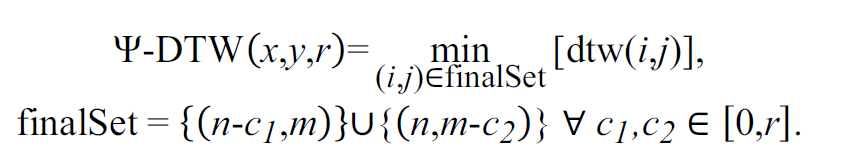 Ψ-DTW(x,y,r)= min [dtw(i,j)],
(i,j)∈finalSet
finalSet = {(n-c₁,m)}∪{(n,m-c₂)} ∀ c₁,c₂ ∈ [0,r].